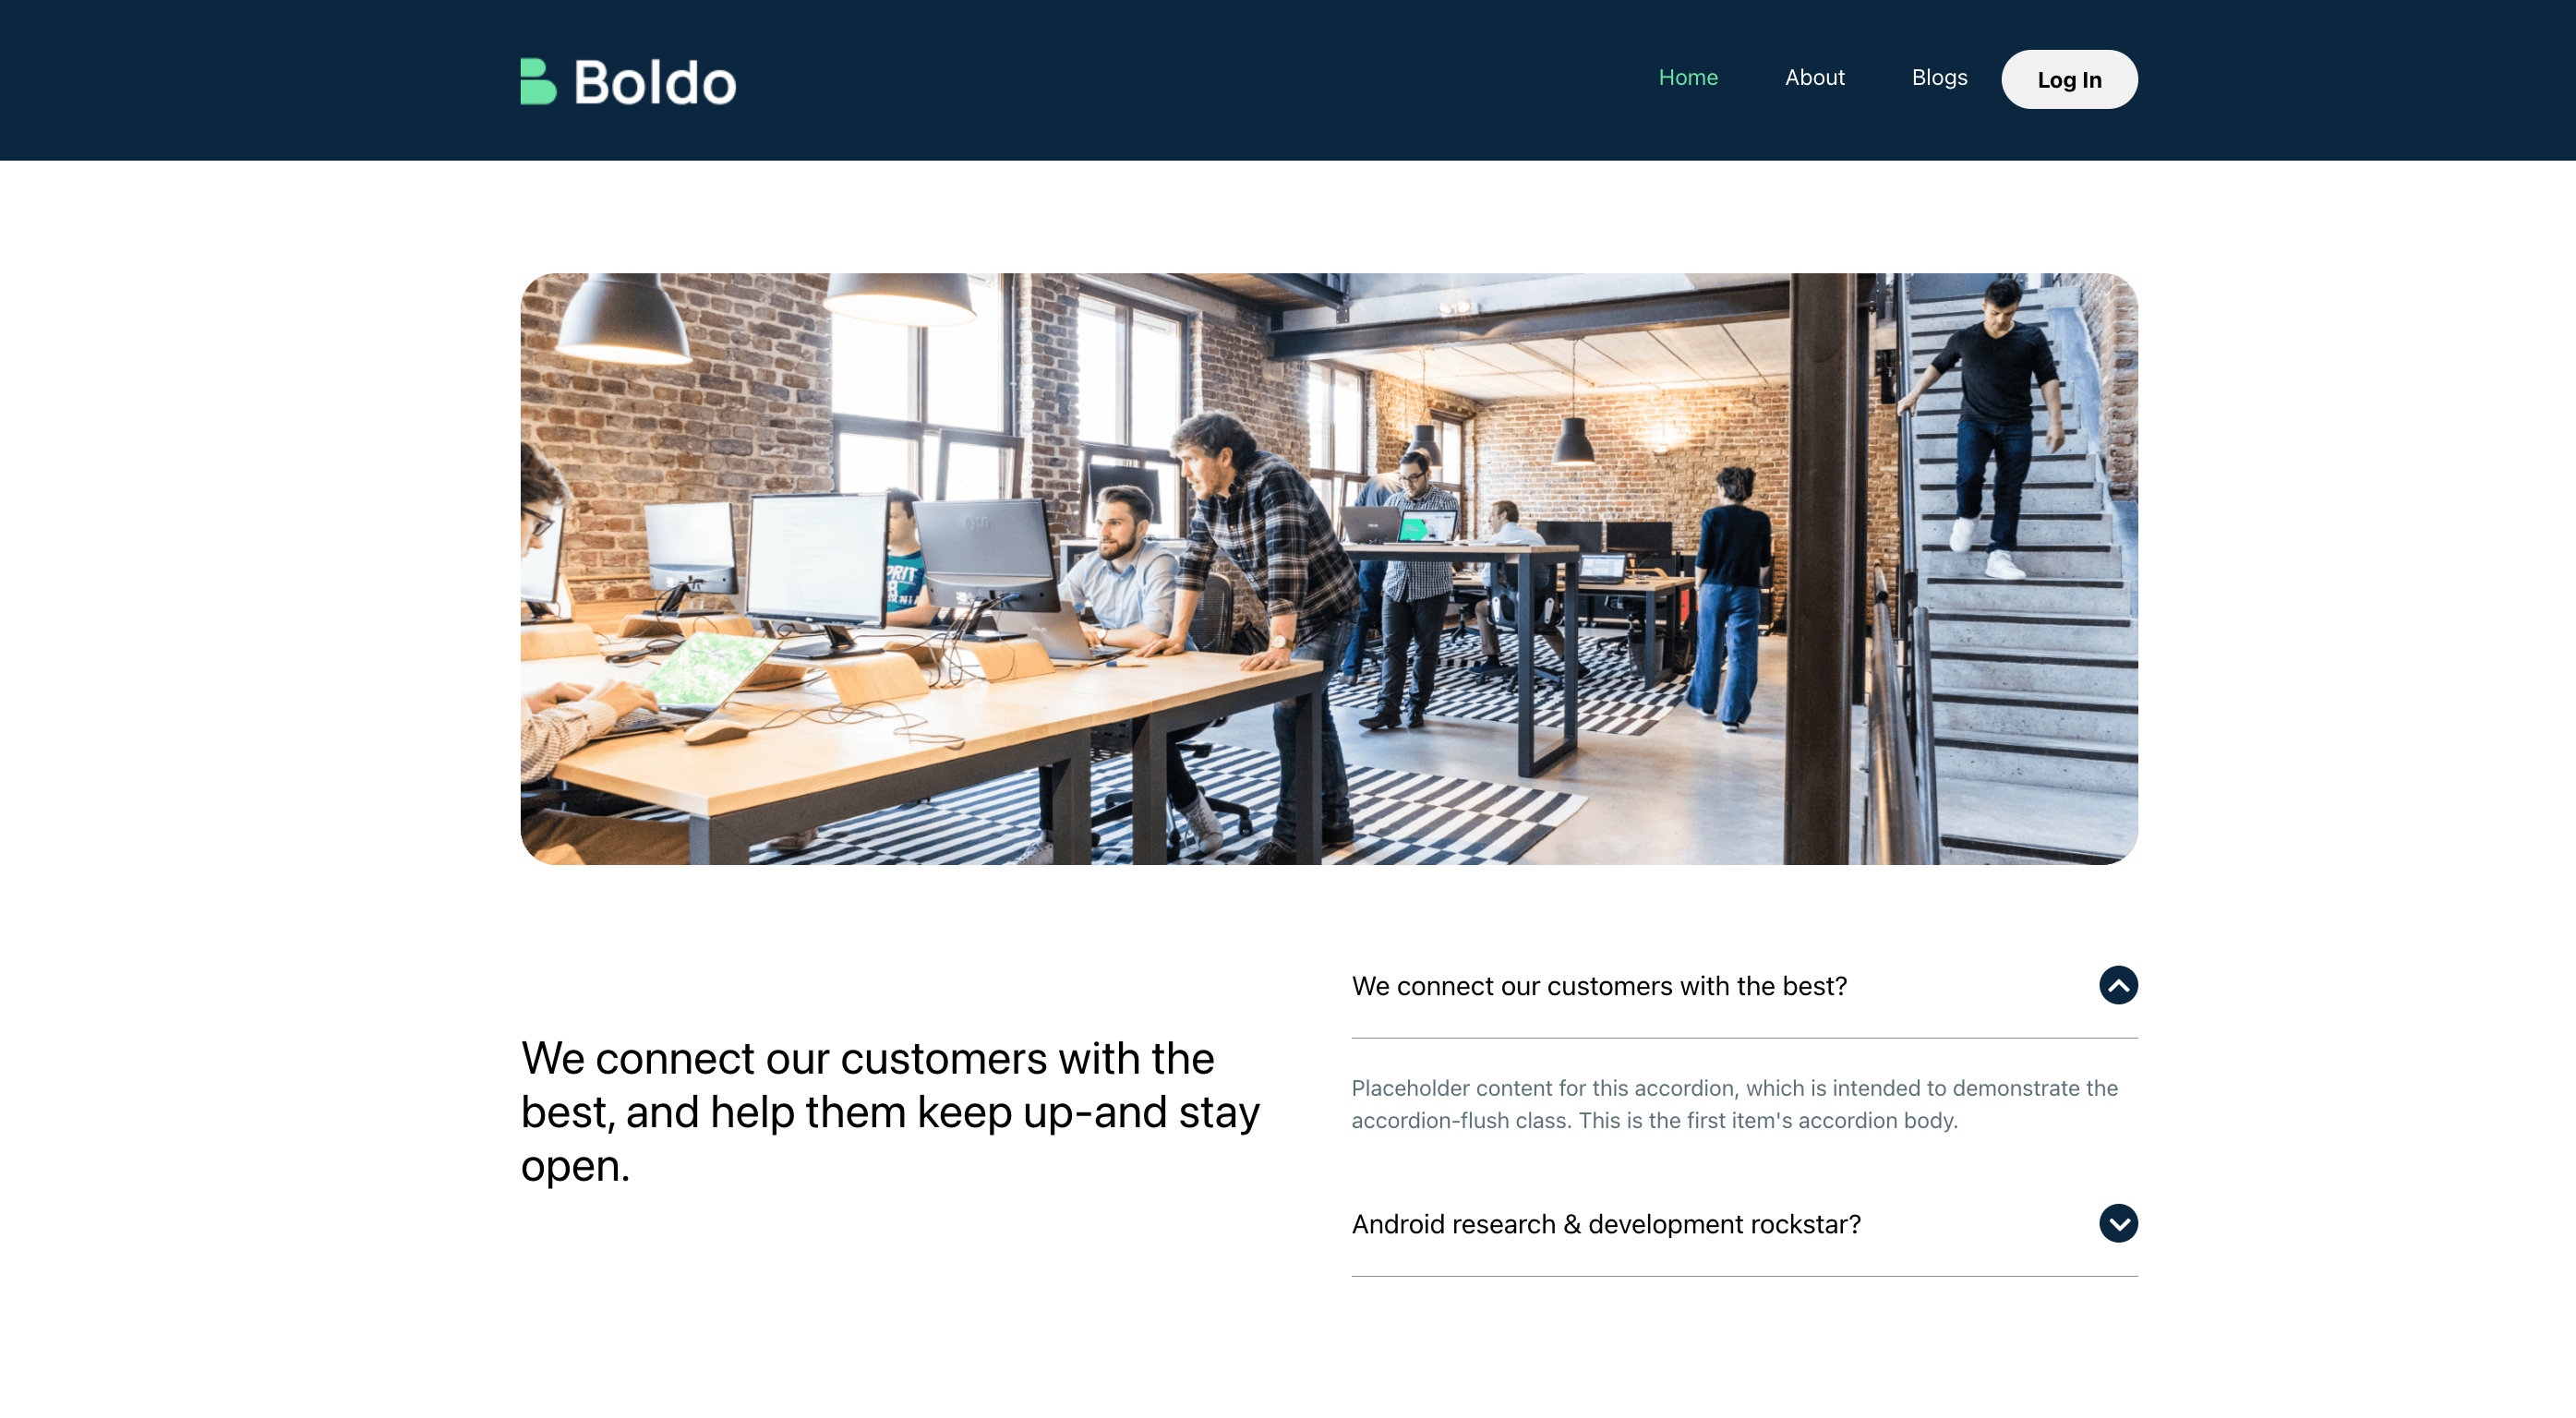 Boldo
Home
About
Blogs
Log In
We connect our customers with the
best, and help them keep up-and stay
open.
We connect our customers with the best?
Placeholder content for this accordion, which is intended to demonstrate the
accordion-flush class. This is the first item's accordion body.
Android research & development rockstar?